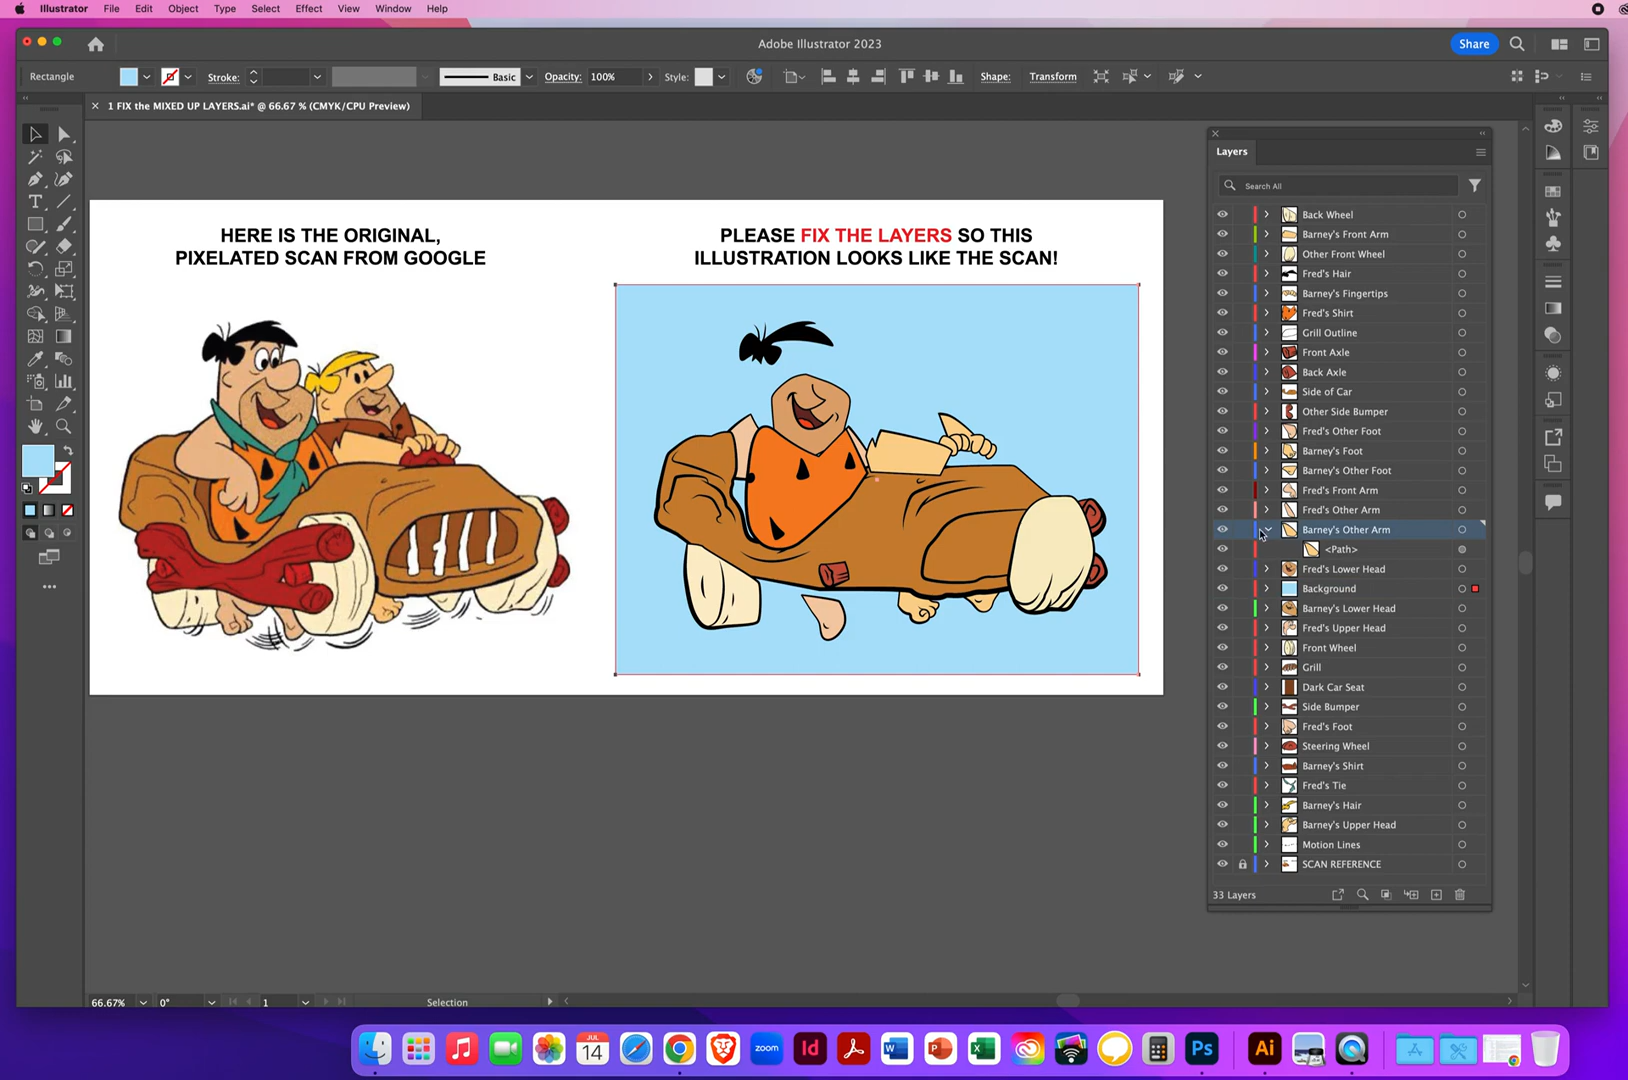 Illustrator File Edit Object Type Select Effect View Window Help
Adobe Illustrator 2023
Share
Rectangle
Stroke:
Basic
Opacity: 100%
Style:
Shape:
Transform
1 FIX the MIXED UP LAYERS.ai* @ 66.67 % (CMYK/CPU Preview)
HERE IS THE ORIGINAL,
PIXELATED SCAN FROM GOOGLE
PLEASE FIX THE LAYERS SO THIS
ILLUSTRATION LOOKS LIKE THE SCAN!
Layers
Search All
Back Wheel
Barney's Front Arm
Other Front Wheel
Fred's Hair
Barney's Fingertips
Fred's Shirt
Grill Outline
Front Axle
Back Axle
Side of Car
Other Side Bumper
Fred's Other Foot
Barney's Foot
Barney's Other Foot
Fred's Front Arm
Fred's Other Arm
Barney's Other Arm
<Path>
Fred's Lower Head
Background
Barney's Lower Head
Fred's Upper Head
Front Wheel
Grill
Dark Car Seat
Side Bumper
Fred's Foot
Steering Wheel
Barney's Shirt
Fred's Tie
Barney's Hair
Barney's Upper Head
Motion Lines
SCAN REFERENCE
33 Layers
66.67%
0°
1
Selection
JUL
14
zoom
Id
W
P
X
Ps
Ai